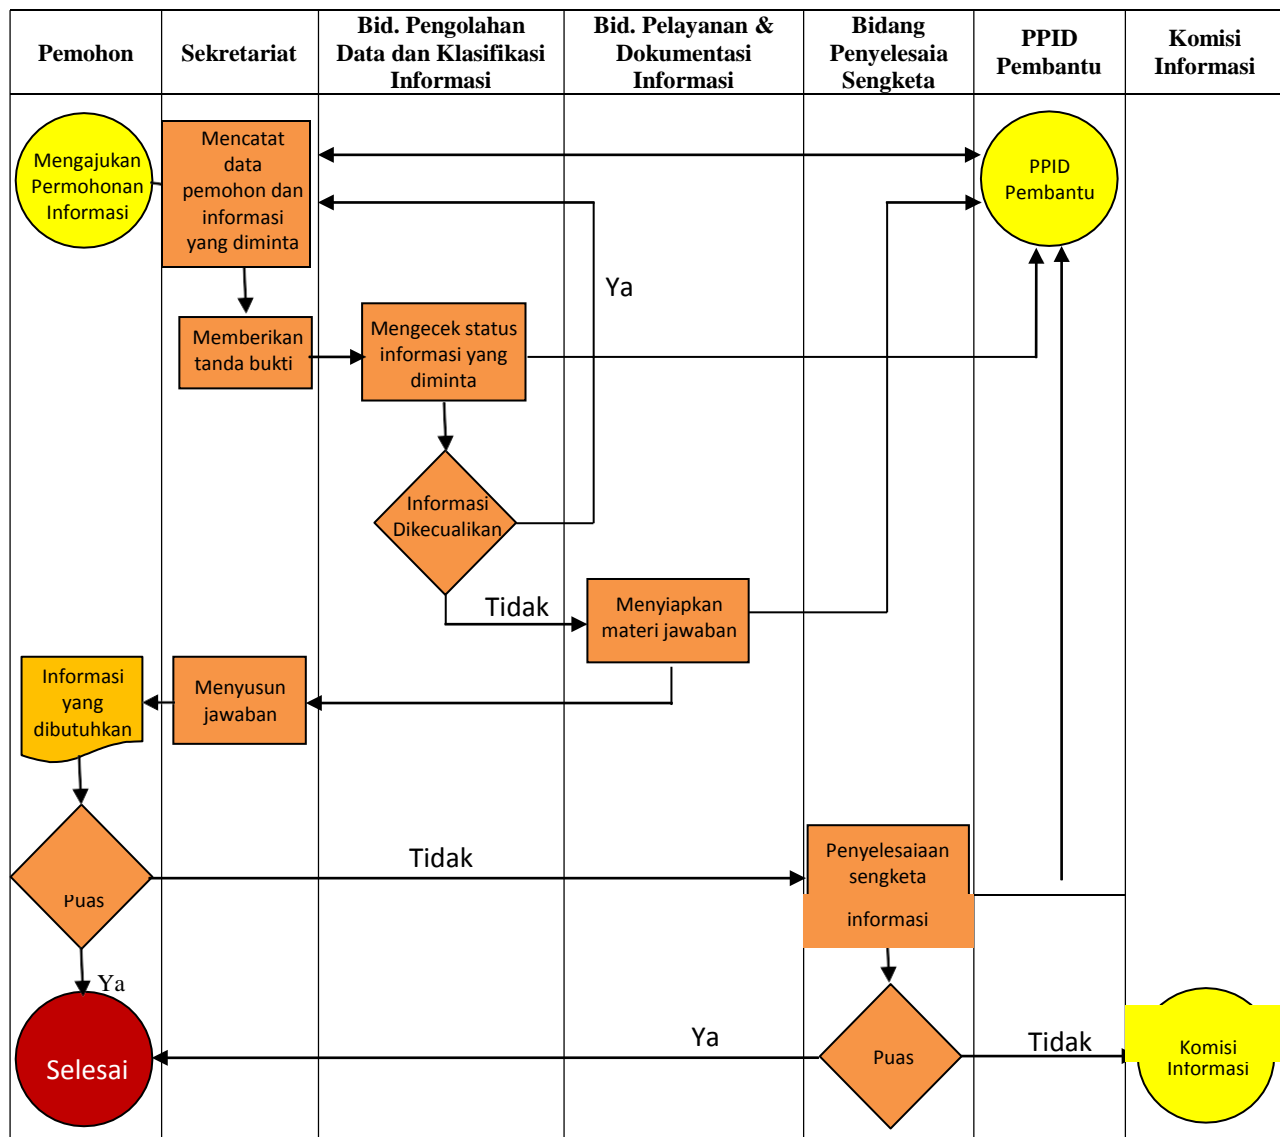 Pemohon
Sekretariat
Bid. Pengolahan
Data dan Klasifikasi
Informasi
Bid. Pelayanan &
Dokumentasi
Informasi
Bidang
Penyelesaia
Sengketa
PPID
Pembantu
Komisi
Informasi
Mengajukan
Permohonan
Informasi
Mencatat
data
pemohon dan
informasi
yang diminta
PPID
Pembantu
Ya
Memberikan
tanda bukti
Mengecek status
informasi yang
diminta
Informasi
Dikecualikan
Tidak
Menyiapkan
materi jawaban
Informasi
yang
dibutuhkan
Menyusun
jawaban
Puas
Tidak
Penyelesaiaan
sengketa
informasi
Ya
Selesai
Ya
Puas
Tidak
Komisi
Informasi